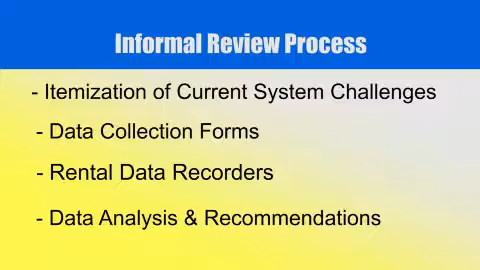 Informal Review Process
- Itemization of Current System Challenges
- Data Collection Forms
- Rental Data Recorders
- Data Analysis & Recommendations